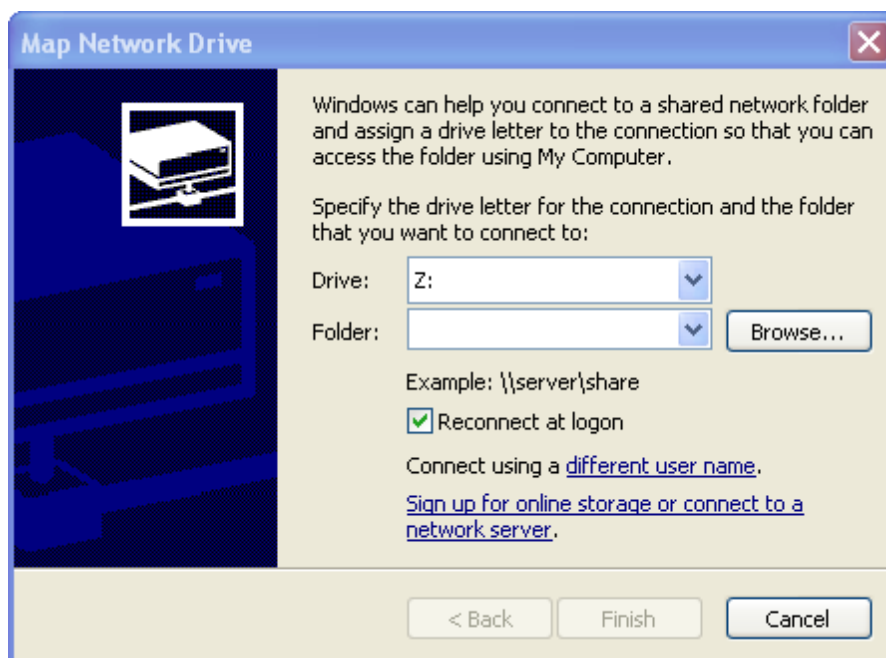 Map Network Drive
Windows can help you connect to a shared network folder
and assign a drive letter to the connection so that you can
access the folder using My Computer.
Specify the drive letter for the connection and the folder
that you want to connect to:
Drive: Z:
Folder: Browse...
Example: \\server\share
Reconnect at logon
Connect using a different user name.
Sign up for online storage or connect to a
network server.
< Back Finish Cancel